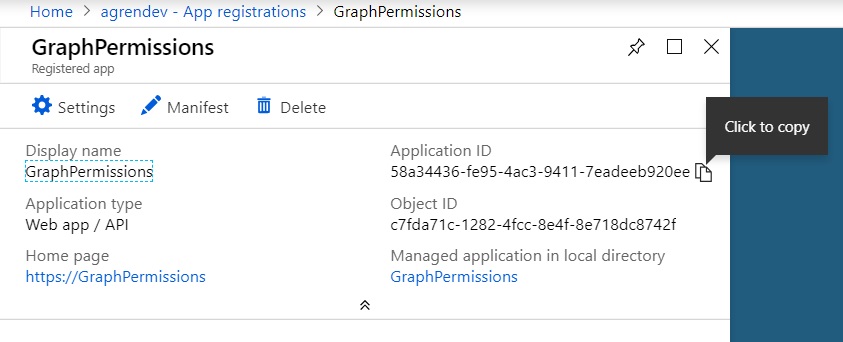 Home > agrendev - App registrations > GraphPermissions
GraphPermissions
Registered app
Settings Manifest Delete
Click to copy
Display name
GraphPermissions
Application ID
58a34436-fe95-4ac3-9411-7eadeeb920ee
Application type
Web app / API
Object ID
c7fda71c-1282-4fcc-8e4f-8e718dc8742f
Home page
https://GraphPermissions
Managed application in local directory
GraphPermissions